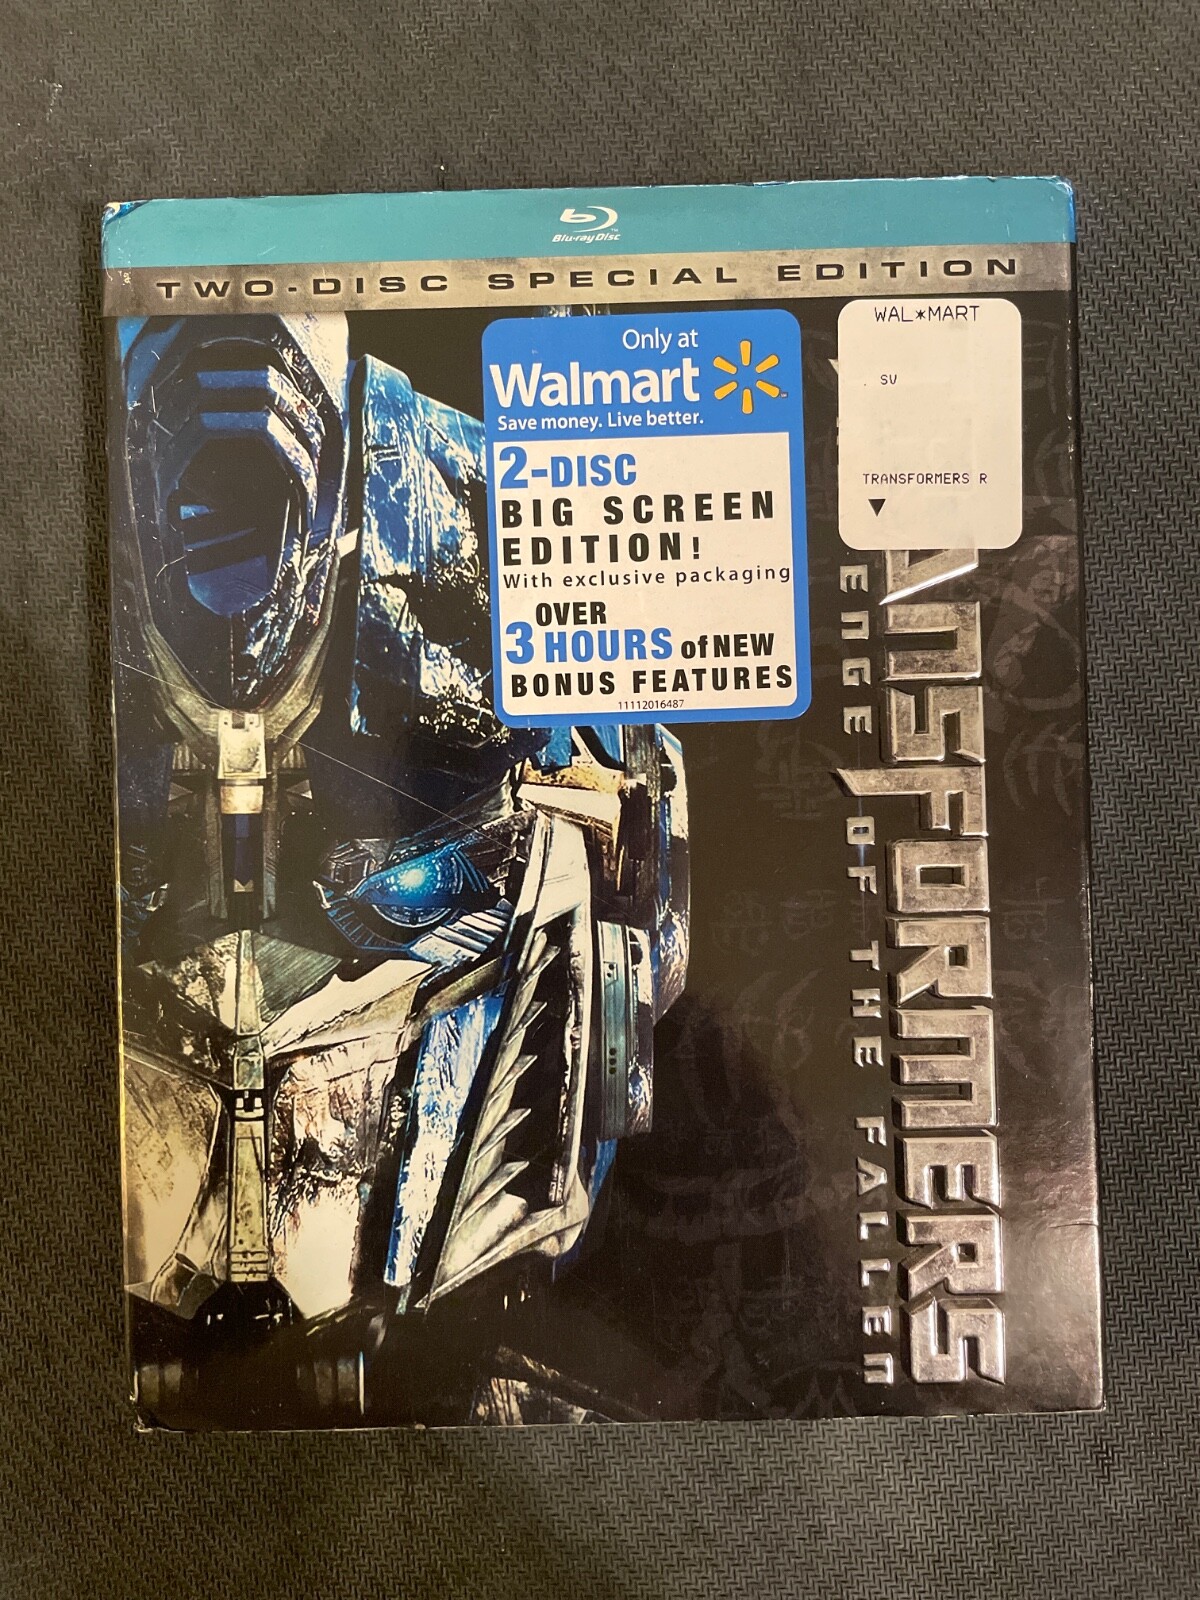 Blu-ray Disc
TWO-DISC SPECIAL EDITION
Only at
Walmart
Save money. Live better.
2-DISC
BIG SCREEN
EDITION!
With exclusive packaging
OVER
3 HOURS of NEW
BONUS FEATURES
11112016487
WAL*MART
SV
TRANSFORMERS R
ANSFORMERS
ENGE OF THE FALLEN